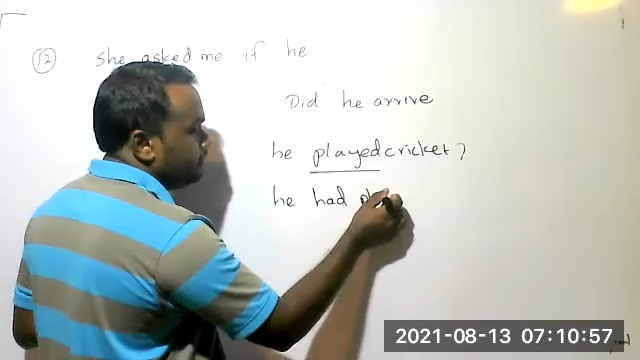 12 she asked me if he
Did he arrive
he played cricket?
he had pl
2021-08-13 07:10:57